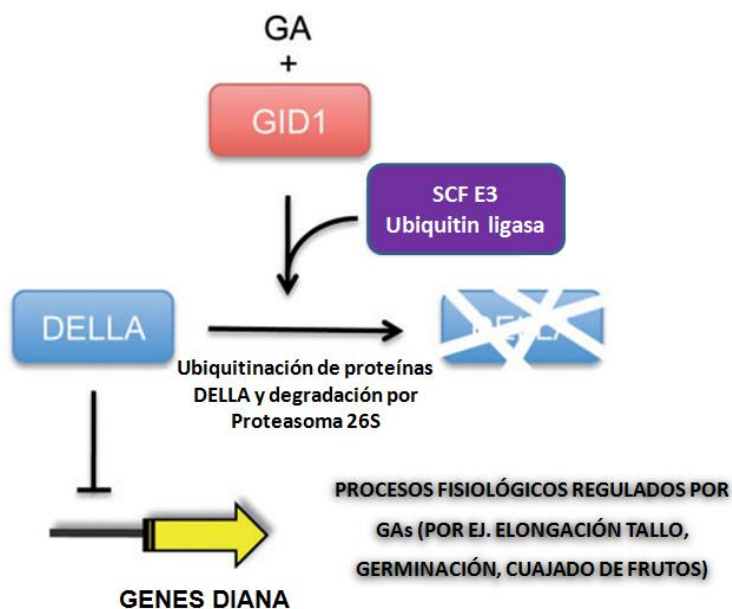 GA
+
GID1
SCF E3
Ubiquitin ligasa
DELLA
DELLA
Ubiquitinación de proteínas
DELLA y degradación por
Proteasoma 26S
PROCESOS FISIOLÓGICOS REGULADOS POR
GAs (POR EJ. ELONGACIÓN TALLO,
GERMINACIÓN, CUAJADO DE FRUTOS)
GENES DIANA